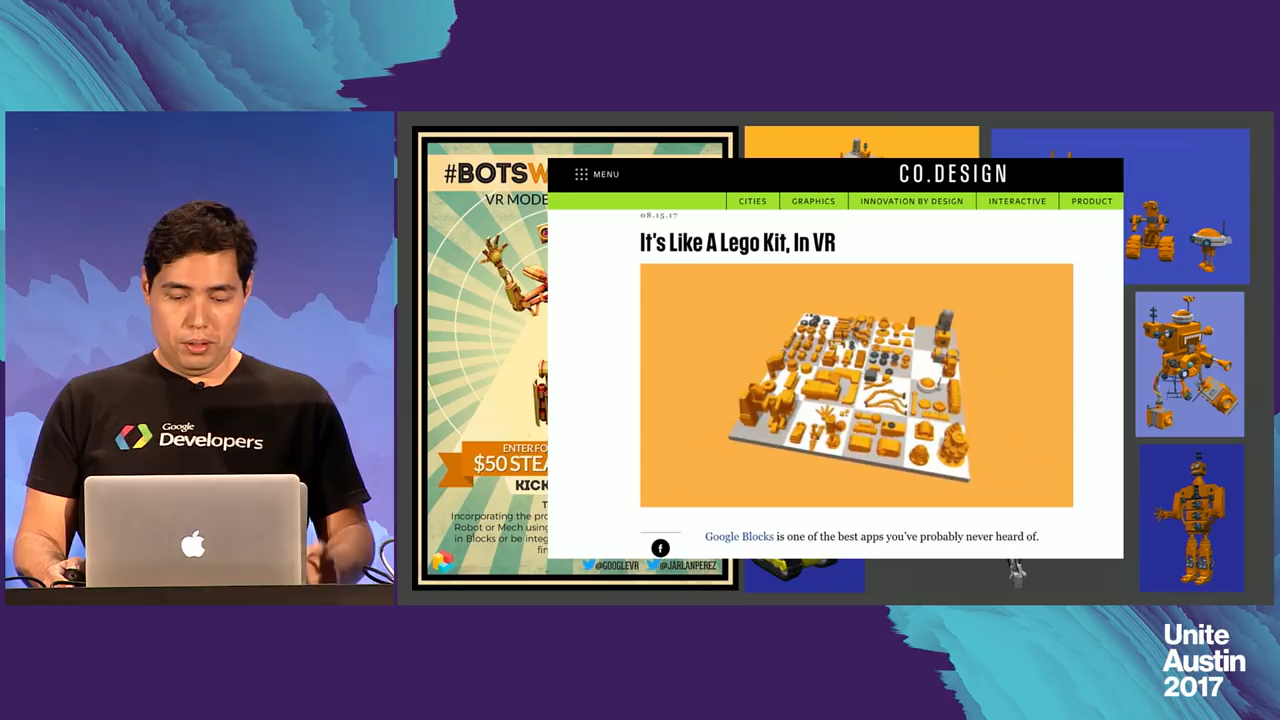 Google
Developers
#BOTSW
VR MODE
ENTER FO
$50 STEA
KICK
T
Incorporating the pro
Robot or Mech using
in Blocks or be integ
fin
@GOOGLEVR @JARLANPEREZ
MENU
CO.DESIGN
CITIES GRAPHICS INNOVATION BY DESIGN INTERACTIVE PRODUCT
08.15.17
It's Like A Lego Kit, In VR
f
Google Blocks is one of the best apps you've probably never heard of.
Unite
Austin
2017